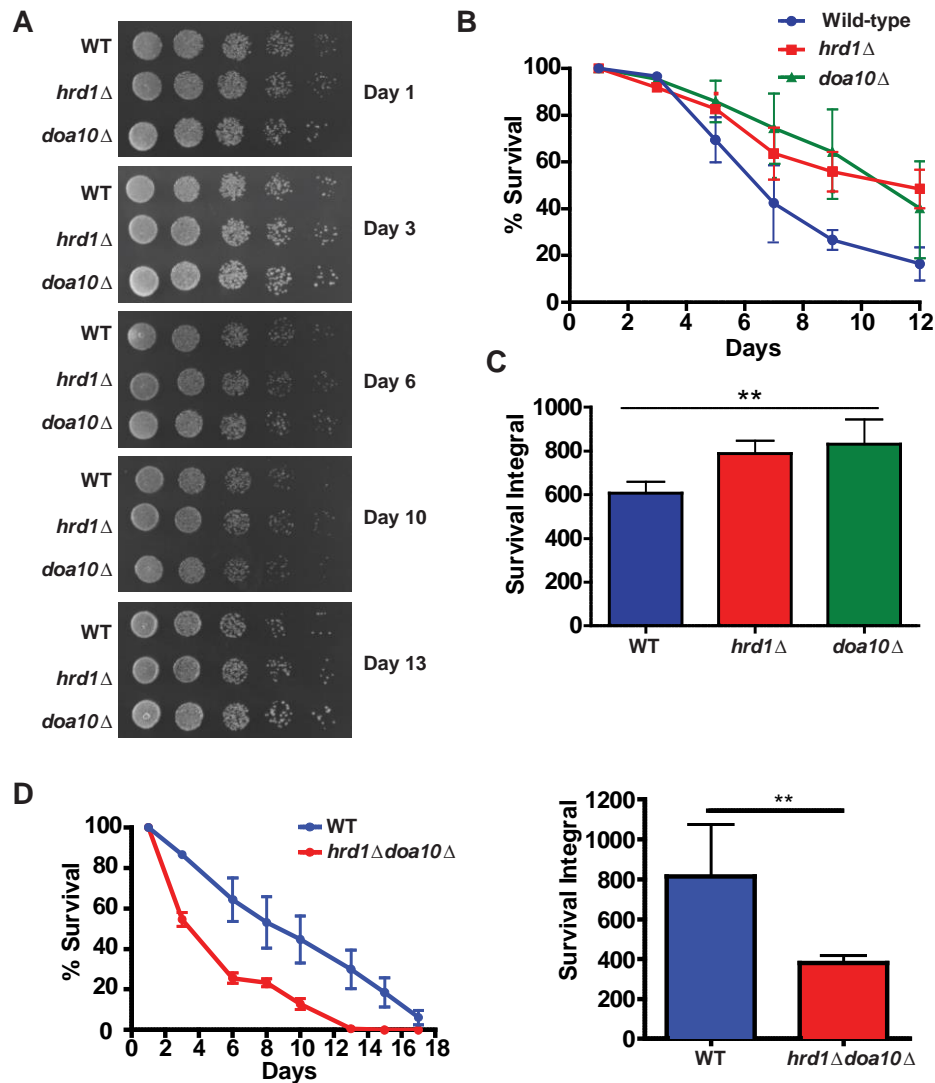 A
WT
hrd1Δ
doa10Δ
Day 1
WT
hrd1Δ
doa10Δ
Day 3
WT
hrd1Δ
doa10Δ
Day 6
WT
hrd1Δ
doa10Δ
Day 10
WT
hrd1Δ
doa10Δ
Day 13
B
Wild-type
hrd1Δ
doa10Δ
% Survival
100
80
60
40
20
0
0 2 4 6 8 10 12
Days
C
**
Survival Integral
1000
800
600
400
200
0
WT hrd1Δ doa10Δ
D
WT
hrd1Δdoa10Δ
% Survival
100
80
60
40
20
0
0 2 4 6 8 10 12 14 16 18
Days
**
Survival Integral
1200
1000
800
600
400
200
0
WT hrd1Δdoa10Δ